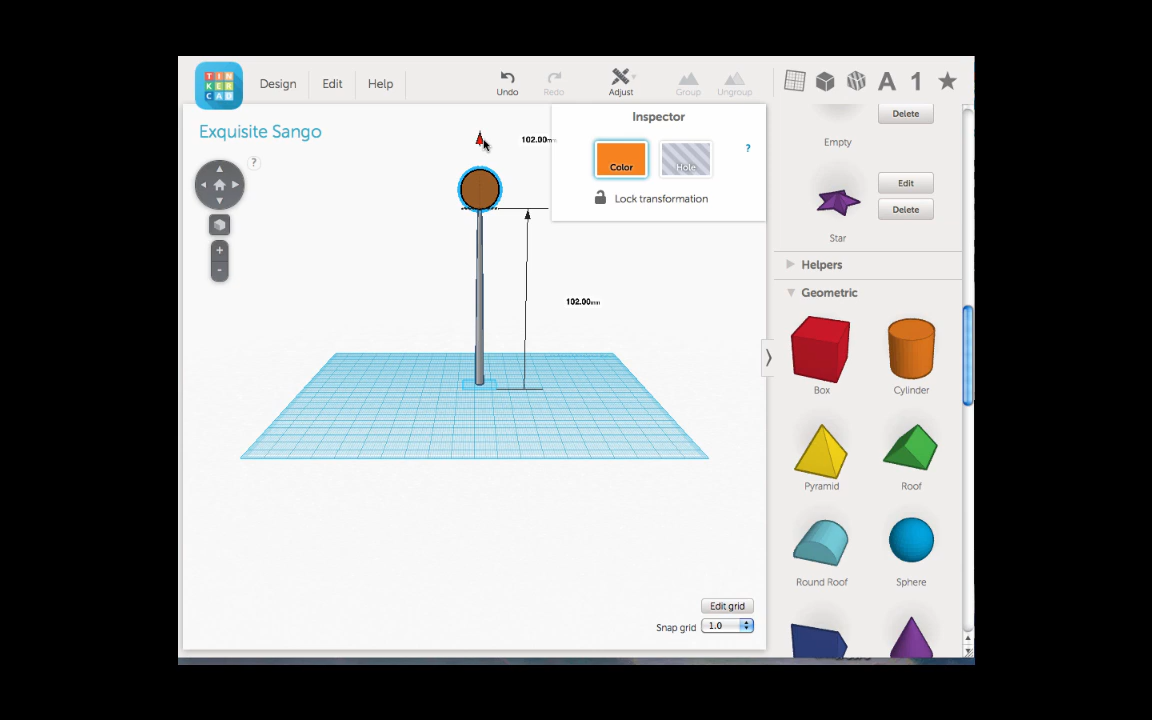 TIN
KER
CAD
Design
Edit
Help
Undo
Redo
Adjust
Group
Ungroup
A 1
Exquisite Sango
?
+
-
102.00mm
102.00mm
Inspector
Color
Hole
?
Lock transformation
Delete
Empty
Edit
Delete
Star
Helpers
Geometric
Box
Cylinder
Pyramid
Roof
Round Roof
Sphere
Edit grid
Snap grid
1.0